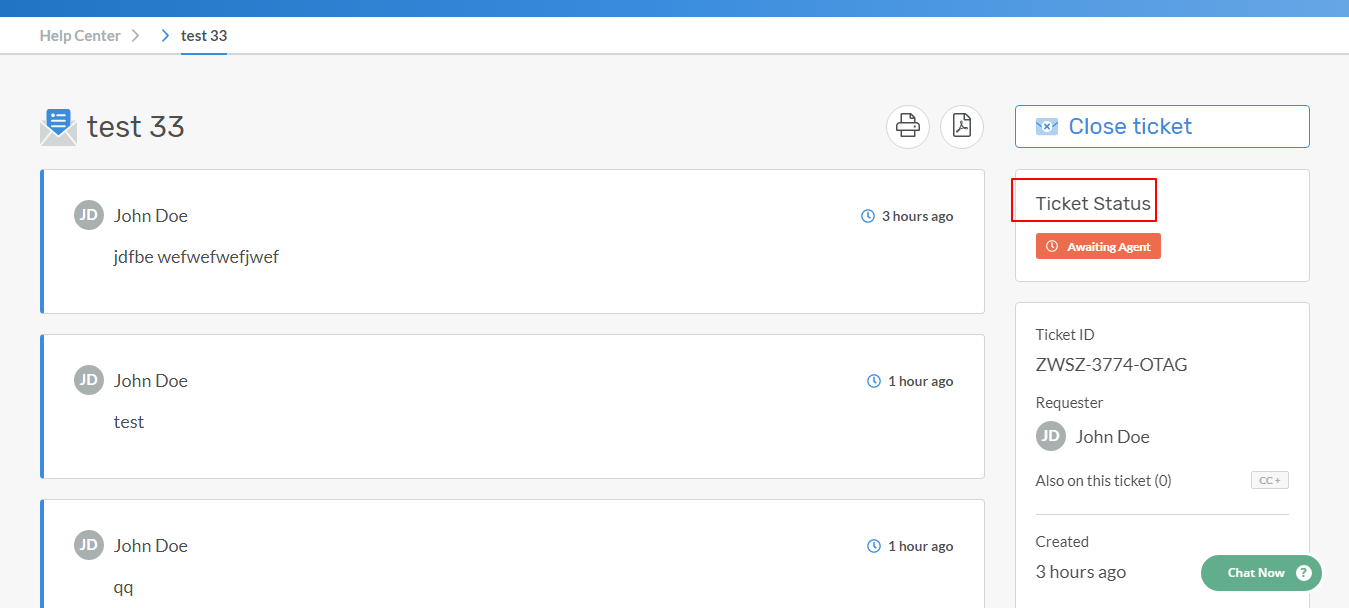 Help Center
test 33
test 33
Close ticket
JD John Doe
3 hours ago
jdfbe wefwefwefjwef
JD John Doe
1 hour ago
test
JD John Doe
1 hour ago
qq
Ticket Status
Awaiting Agent
Ticket ID
ZWSZ-3774-OTAG
Requester
JD John Doe
Also on this ticket (0)
CC +
Created
3 hours ago
Chat Now ?